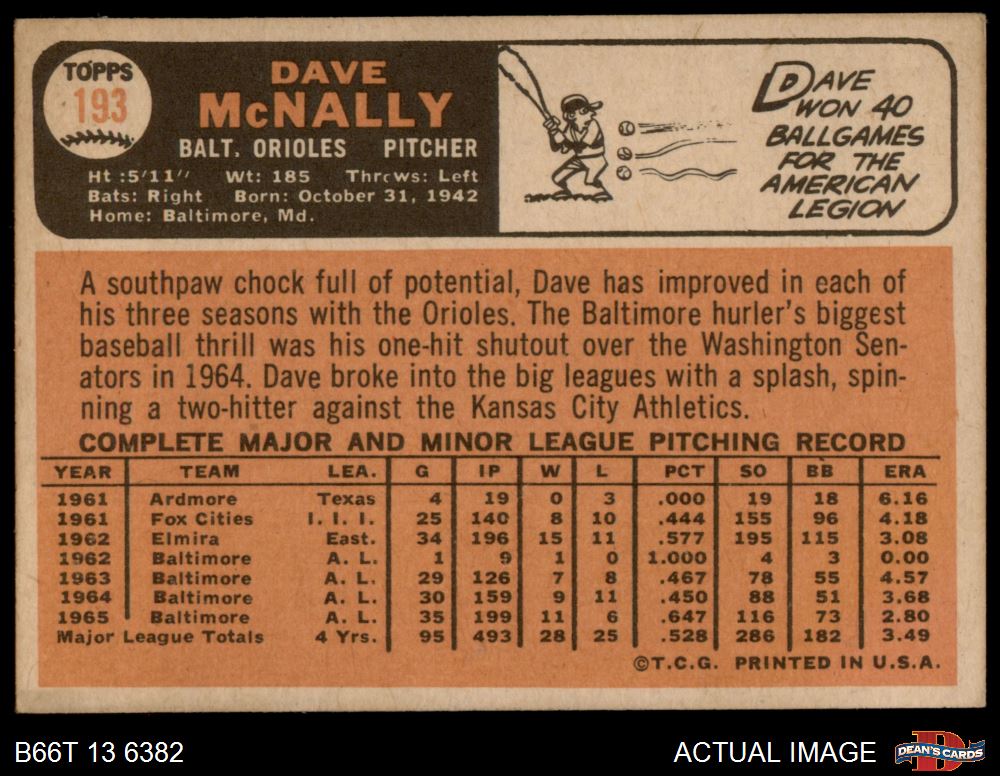 TOPPS
193
DAVE
McNALLY
BALT. ORIOLES PITCHER
Ht :5'11" Wt: 185 Throws: Left
Bats: Right Born: October 31, 1942
Home: Baltimore, Md.
DAVE
WON 40
BALLGAMES
FOR THE
AMERICAN
LEGION
A southpaw chock full of potential, Dave has improved in each of
his three seasons with the Orioles. The Baltimore hurler's biggest
baseball thrill was his one-hit shutout over the Washington Sen-
ators in 1964. Dave broke into the big leagues with a splash, spin-
ning a two-hitter against the Kansas City Athletics.
COMPLETE MAJOR AND MINOR LEAGUE PITCHING RECORD
YEAR TEAM LEA. G IP W L PCT SO BB ERA
1961 Ardmore Texas 4 19 0 3 .000 19 18 6.16
1961 Fox Cities I. I. I. 25 140 8 10 .444 155 96 4.18
1962 Elmira East. 34 196 15 11 .577 195 115 3.08
1962 Baltimore A. L. 1 9 1 0 1.000 4 3 0.00
1963 Baltimore A. L. 29 126 7 8 .467 78 55 4.57
1964 Baltimore A. L. 30 159 9 11 .450 88 51 3.68
1965 Baltimore A. L. 35 199 11 6 .647 116 73 2.80
Major League Totals 4 Yrs. 95 493 28 25 .528 286 182 3.49
©T.C.G. PRINTED IN U.S.A.
B66T 13 6382 ACTUAL IMAGE DEAN'S CARDS